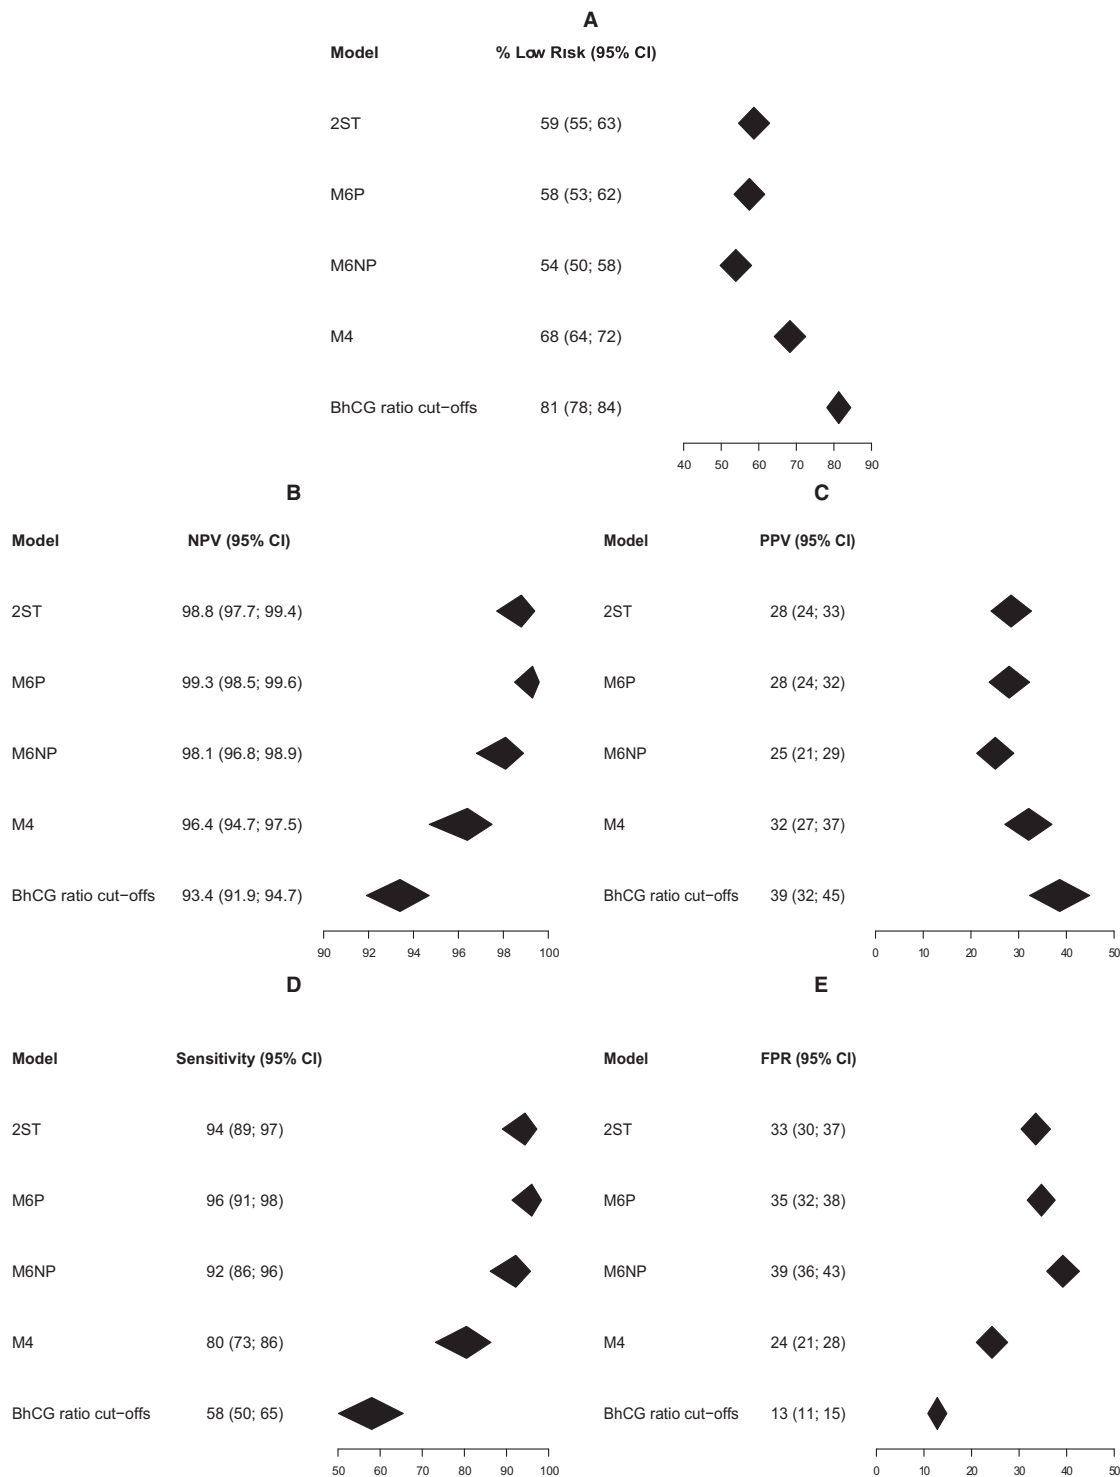 A
Model % Low Risk (95% CI)
2ST 59 (55; 63)
M6P 58 (53; 62)
M6NP 54 (50; 58)
M4 68 (64; 72)
BhCG ratio cut−offs 81 (78; 84)
40 50 60 70 80 90
B
Model NPV (95% CI)
2ST 98.8 (97.7; 99.4)
M6P 99.3 (98.5; 99.6)
M6NP 98.1 (96.8; 98.9)
M4 96.4 (94.7; 97.5)
BhCG ratio cut−offs 93.4 (91.9; 94.7)
90 92 94 96 98 100
C
Model PPV (95% CI)
2ST 28 (24; 33)
M6P 28 (24; 32)
M6NP 25 (21; 29)
M4 32 (27; 37)
BhCG ratio cut−offs 39 (32; 45)
0 10 20 30 40 50
D
Model Sensitivity (95% CI)
2ST 94 (89; 97)
M6P 96 (91; 98)
M6NP 92 (86; 96)
M4 80 (73; 86)
BhCG ratio cut−offs 58 (50; 65)
50 60 70 80 90 100
E
Model FPR (95% CI)
2ST 33 (30; 37)
M6P 35 (32; 38)
M6NP 39 (36; 43)
M4 24 (21; 28)
BhCG ratio cut−offs 13 (11; 15)
0 10 20 30 40 50